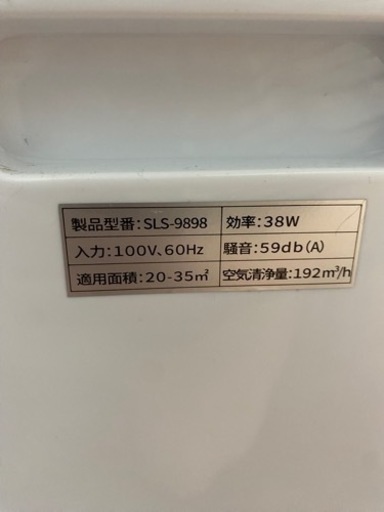 製品型番:SLS-9898 効率:38W
入力:100V、60Hz 騒音:59db(A)
適用面積:20-35㎡ 空気清浄量:192m³/h